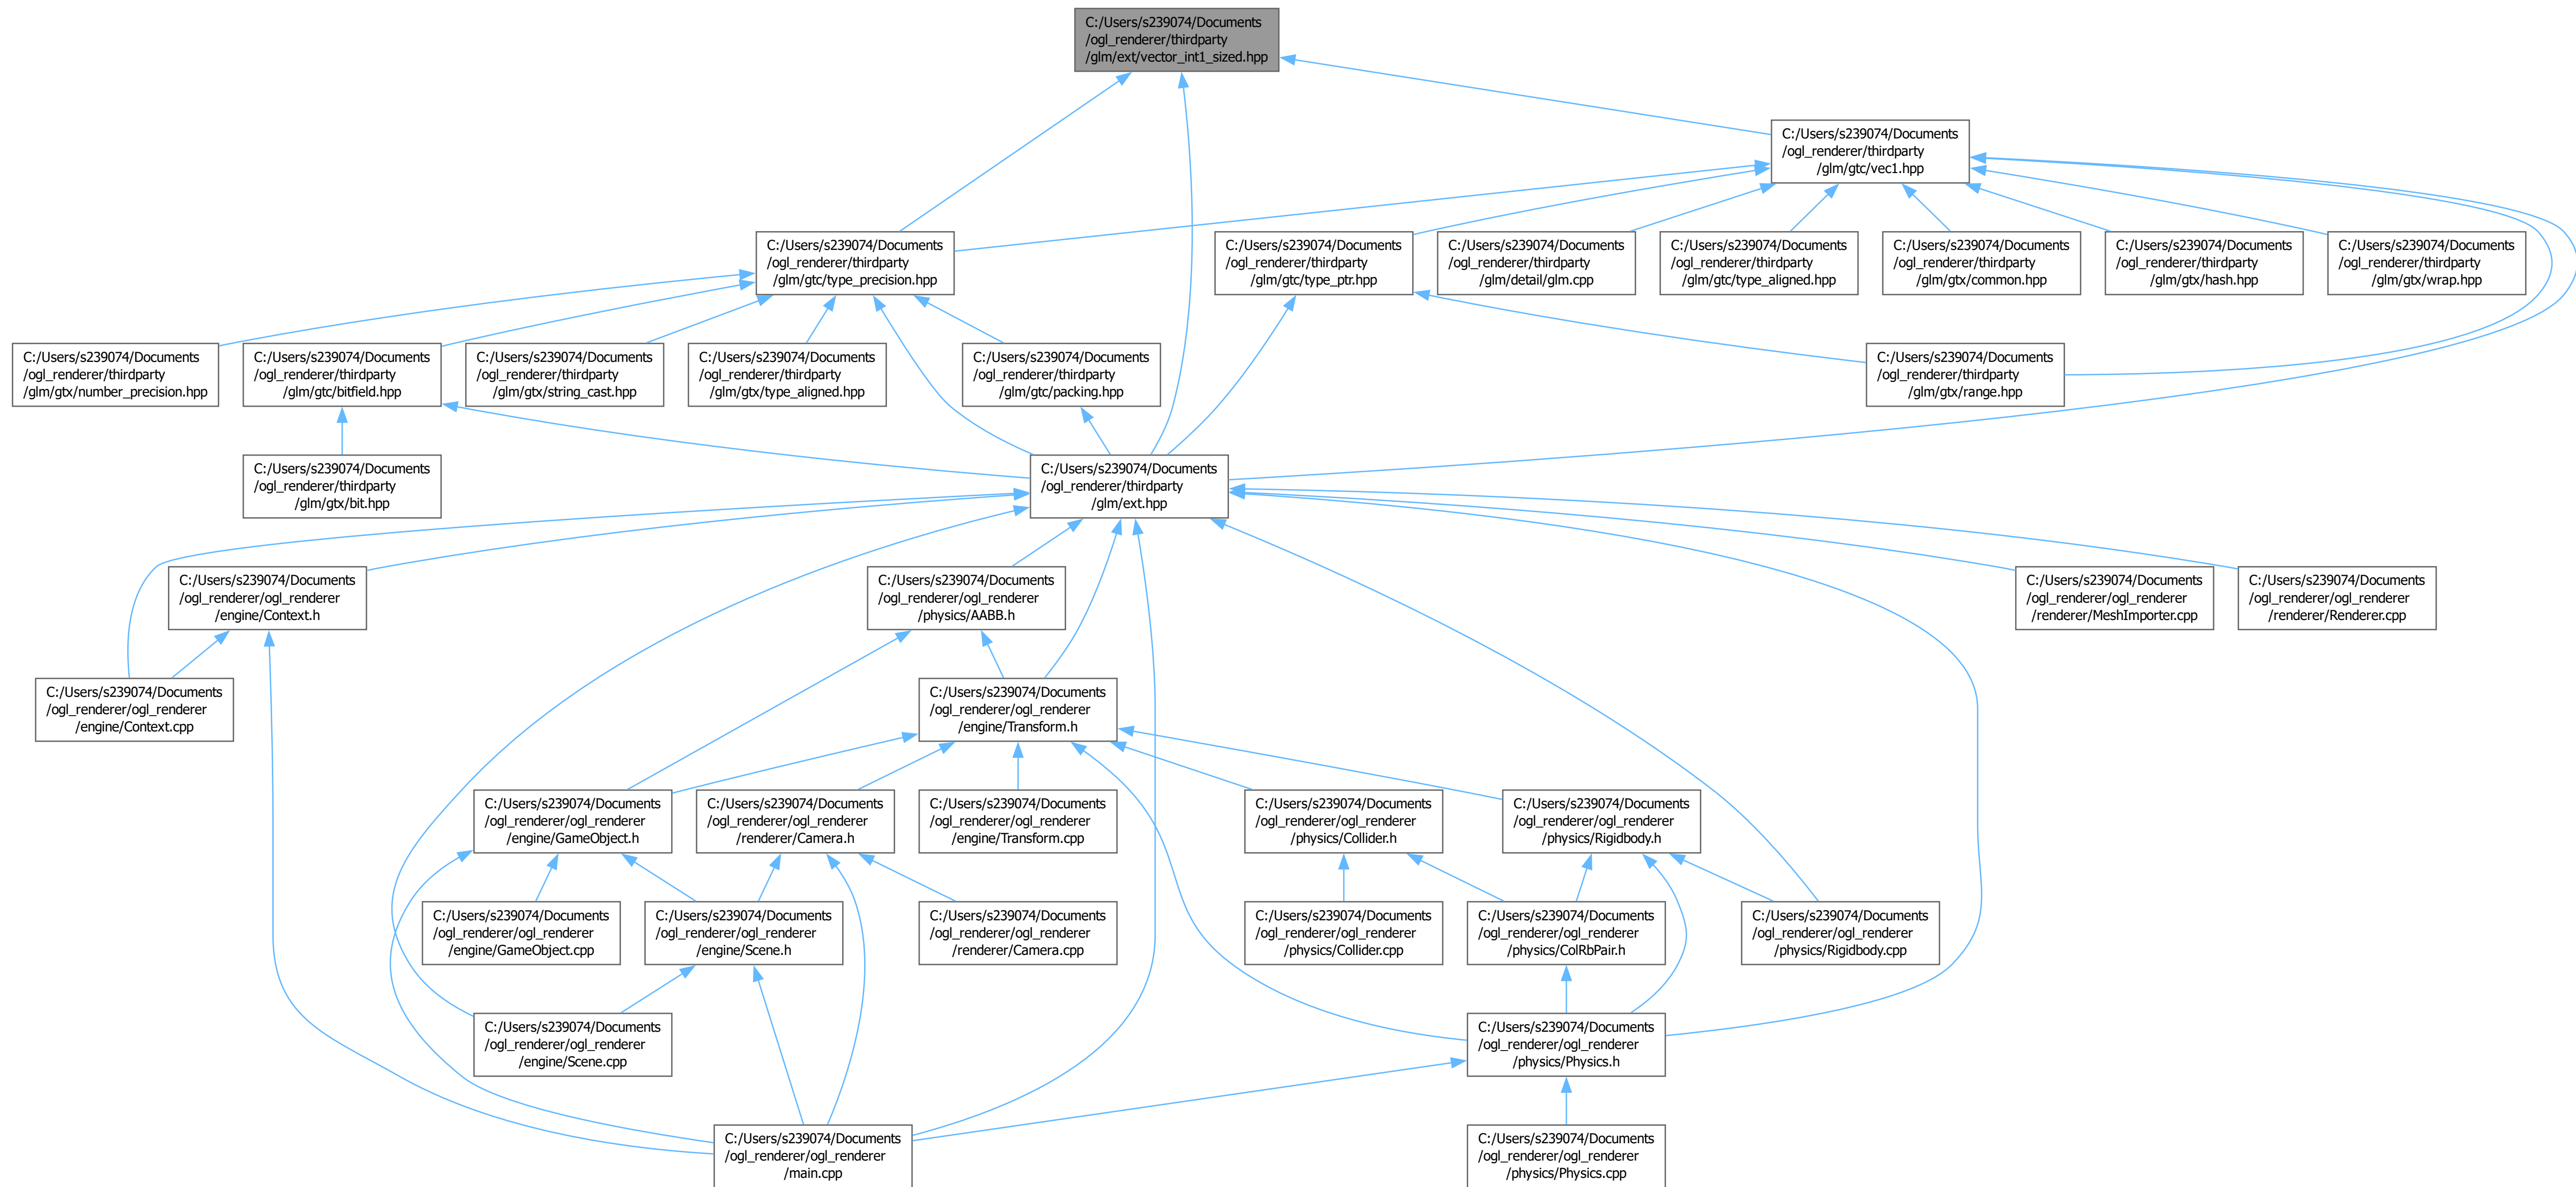 C:/Users/s239074/Documents
/ogl_renderer/thirdparty
/glm/ext/vector_int1_sized.hpp
C:/Users/s239074/Documents
/ogl_renderer/thirdparty
/glm/gtc/vec1.hpp
C:/Users/s239074/Documents
/ogl_renderer/thirdparty
/glm/gtc/type_precision.hpp
C:/Users/s239074/Documents
/ogl_renderer/thirdparty
/glm/gtc/type_ptr.hpp
C:/Users/s239074/Documents
/ogl_renderer/thirdparty
/glm/detail/glm.cpp
C:/Users/s239074/Documents
/ogl_renderer/thirdparty
/glm/gtc/type_aligned.hpp
C:/Users/s239074/Documents
/ogl_renderer/thirdparty
/glm/gtx/common.hpp
C:/Users/s239074/Documents
/ogl_renderer/thirdparty
/glm/gtx/hash.hpp
C:/Users/s239074/Documents
/ogl_renderer/thirdparty
/glm/gtx/wrap.hpp
C:/Users/s239074/Documents
/ogl_renderer/thirdparty
/glm/gtx/number_precision.hpp
C:/Users/s239074/Documents
/ogl_renderer/thirdparty
/glm/gtc/bitfield.hpp
C:/Users/s239074/Documents
/ogl_renderer/thirdparty
/glm/gtx/string_cast.hpp
C:/Users/s239074/Documents
/ogl_renderer/thirdparty
/glm/gtx/type_aligned.hpp
C:/Users/s239074/Documents
/ogl_renderer/thirdparty
/glm/gtc/packing.hpp
C:/Users/s239074/Documents
/ogl_renderer/thirdparty
/glm/gtx/range.hpp
C:/Users/s239074/Documents
/ogl_renderer/thirdparty
/glm/gtx/bit.hpp
C:/Users/s239074/Documents
/ogl_renderer/thirdparty
/glm/ext.hpp
C:/Users/s239074/Documents
/ogl_renderer/ogl_renderer
/engine/Context.h
C:/Users/s239074/Documents
/ogl_renderer/ogl_renderer
/physics/AABB.h
C:/Users/s239074/Documents
/ogl_renderer/ogl_renderer
/renderer/MeshImporter.cpp
C:/Users/s239074/Documents
/ogl_renderer/ogl_renderer
/renderer/Renderer.cpp
C:/Users/s239074/Documents
/ogl_renderer/ogl_renderer
/engine/Context.cpp
C:/Users/s239074/Documents
/ogl_renderer/ogl_renderer
/engine/Transform.h
C:/Users/s239074/Documents
/ogl_renderer/ogl_renderer
/engine/GameObject.h
C:/Users/s239074/Documents
/ogl_renderer/ogl_renderer
/renderer/Camera.h
C:/Users/s239074/Documents
/ogl_renderer/ogl_renderer
/engine/Transform.cpp
C:/Users/s239074/Documents
/ogl_renderer/ogl_renderer
/physics/Collider.h
C:/Users/s239074/Documents
/ogl_renderer/ogl_renderer
/physics/Rigidbody.h
C:/Users/s239074/Documents
/ogl_renderer/ogl_renderer
/engine/GameObject.cpp
C:/Users/s239074/Documents
/ogl_renderer/ogl_renderer
/engine/Scene.h
C:/Users/s239074/Documents
/ogl_renderer/ogl_renderer
/renderer/Camera.cpp
C:/Users/s239074/Documents
/ogl_renderer/ogl_renderer
/physics/Collider.cpp
C:/Users/s239074/Documents
/ogl_renderer/ogl_renderer
/physics/ColRbPair.h
C:/Users/s239074/Documents
/ogl_renderer/ogl_renderer
/physics/Rigidbody.cpp
C:/Users/s239074/Documents
/ogl_renderer/ogl_renderer
/engine/Scene.cpp
C:/Users/s239074/Documents
/ogl_renderer/ogl_renderer
/physics/Physics.h
C:/Users/s239074/Documents
/ogl_renderer/ogl_renderer
/main.cpp
C:/Users/s239074/Documents
/ogl_renderer/ogl_renderer
/physics/Physics.cpp